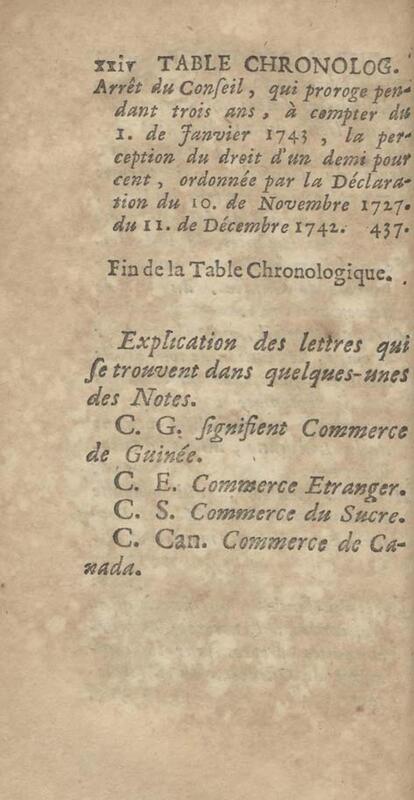 xxiv TABLE CHRONOLOG.
Arrêt du Conſeil, qui proroge pen-
dant trois ans, à compter du
1. de Janvier 1743, la per-
ception du droit d'un demi pour
cent, ordonnée par la Déclara-
tion du 10. de Novembre 1727.
du 11. de Décembre 1742. 437.
Fin de la Table Chronologique.
Explication des lettres qui
ſe trouvent dans quelques-unes
des Notes.
C. G. ſignifient Commerce
de Guinée.
C. E. Commerce Etranger.
C. S. Commerce du Sucre.
C. Can. Commerce de Ca-
nada.